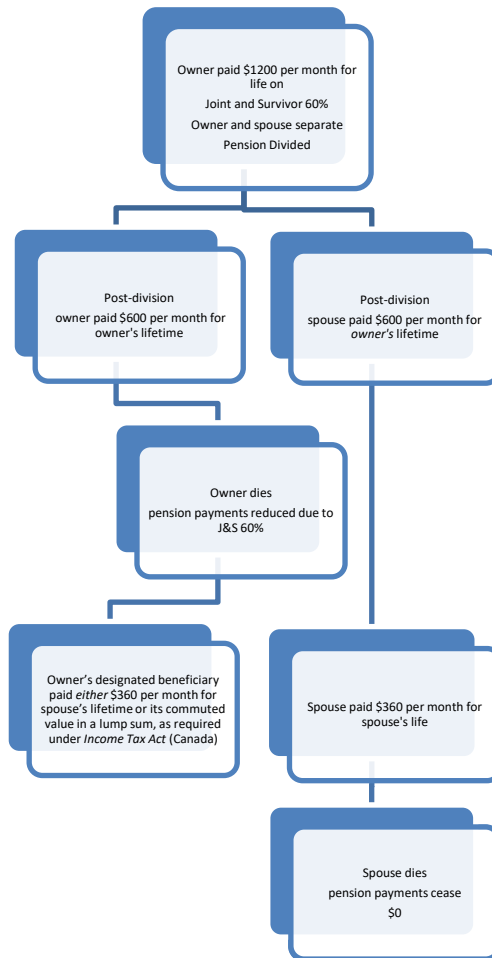 Owner paid $1200 per month for
life on
Joint and Survivor 60%
Owner and spouse separate
Pension Divided
Post-division
owner paid $600 per month for
owner's lifetime
Post-division
spouse paid $600 per month for
owner's lifetime
Owner dies
pension payments reduced due to
J&S 60%
Owner’s designated beneficiary
paid either $360 per month for
spouse’s lifetime or its commuted
value in a lump sum, as required
under Income Tax Act (Canada)
Spouse paid $360 per month for
spouse's life
Spouse dies
pension payments cease
$0